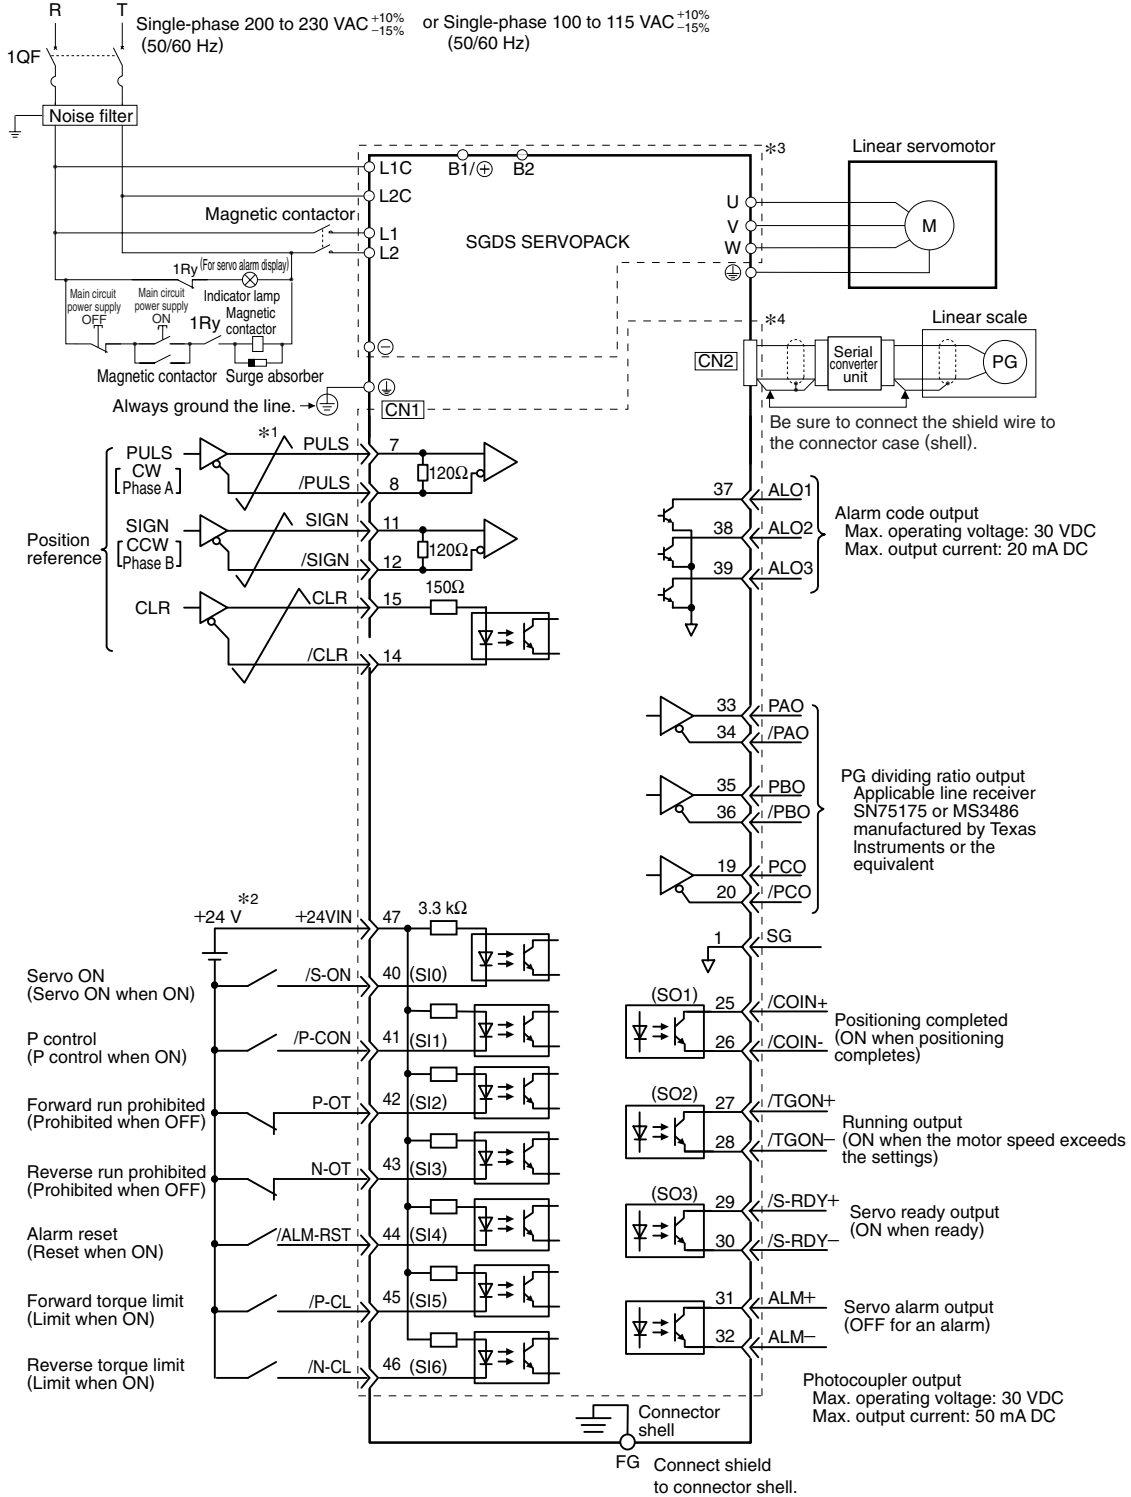 R T
Single-phase 200 to 230 VAC +10% −15% or Single-phase 100 to 115 VAC +10% −15%
(50/60 Hz) (50/60 Hz)
1QF
Noise filter
*3
Linear servomotor
L1C B1/⊕ B2
L2C
U
Magnetic contactor
L1
V
M
SGDS SERVOPACK
L2
W
1Ry (For servo alarm display)
Main circuit power supply OFF
Main circuit power supply ON
Indicator lamp
1Ry
Magnetic contactor
Magnetic contactor Surge absorber
⊖
*4
Linear scale
CN2
Serial converter unit
PG
Always ground the line.
CN1
Be sure to connect the shield wire to
the connector case (shell).
*1
Position reference
PULS
[CW
Phase A]
PULS 7
120Ω
/PULS 8
SIGN
[CCW
Phase B]
SIGN 11
120Ω
/SIGN 12
CLR
CLR 15 150Ω
/CLR 14
37 ALO1
38 ALO2
39 ALO3
Alarm code output
Max. operating voltage: 30 VDC
Max. output current: 20 mA DC
33 PAO
34 /PAO
35 PBO
36 /PBO
19 PCO
20 /PCO
PG dividing ratio output
Applicable line receiver
SN75175 or MS3486
manufactured by Texas
Instruments or the
equivalent
1 SG
*2
+24 V +24VIN 47 3.3 kΩ
Servo ON
(Servo ON when ON)
/S-ON 40 (SI0)
P control
(P control when ON)
/P-CON 41 (SI1)
Forward run prohibited
(Prohibited when OFF)
P-OT 42 (SI2)
Reverse run prohibited
(Prohibited when OFF)
N-OT 43 (SI3)
Alarm reset
(Reset when ON)
/ALM-RST 44 (SI4)
Forward torque limit
(Limit when ON)
/P-CL 45 (SI5)
Reverse torque limit
(Limit when ON)
/N-CL 46 (SI6)
(SO1) 25 /COIN+
26 /COIN-
Positioning completed
(ON when positioning
completes)
(SO2) 27 /TGON+
28 /TGON−
Running output
(ON when the motor speed exceeds
the settings)
(SO3) 29 /S-RDY+
30 /S-RDY−
Servo ready output
(ON when ready)
31 ALM+
32 ALM−
Servo alarm output
(OFF for an alarm)
Photocoupler output
Max. operating voltage: 30 VDC
Max. output current: 50 mA DC
Connector
shell
FG Connect shield
to connector shell.